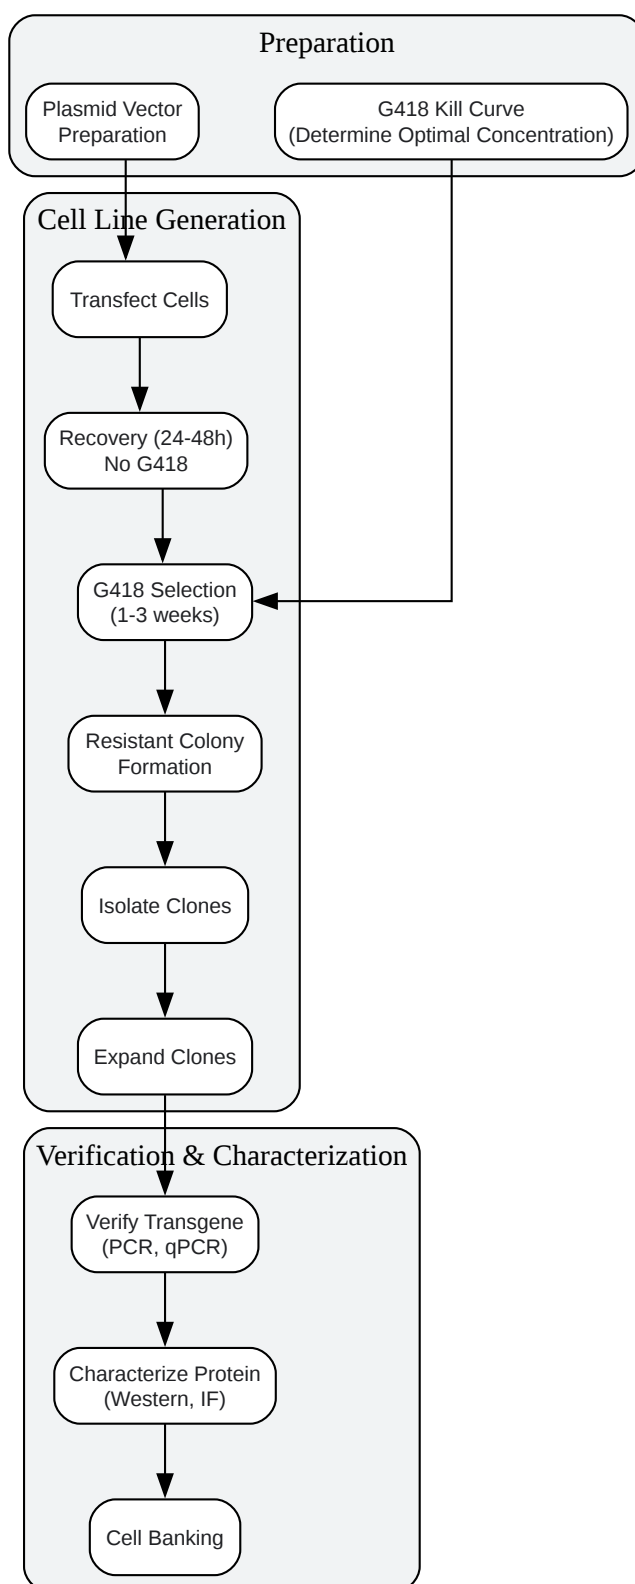 Preparation
Plasmid Vector
Preparation
G418 Kill Curve
(Determine Optimal Concentration)
Cell Line Generation
Transfect Cells
Recovery (24-48h)
No G418
G418 Selection
(1-3 weeks)
Resistant Colony
Formation
Isolate Clones
Expand Clones
Verification & Characterization
Verify Transgene
(PCR, qPCR)
Characterize Protein
(Western, IF)
Cell Banking